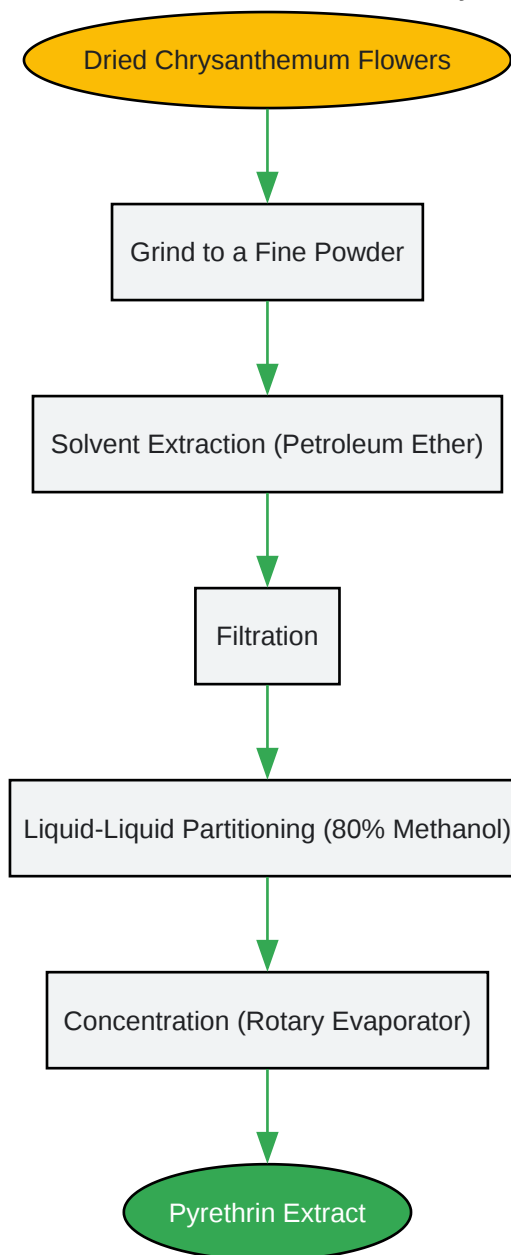 Dried Chrysanthemum Flowers
Grind to a Fine Powder
Solvent Extraction (Petroleum Ether)
Filtration
Liquid-Liquid Partitioning (80% Methanol)
Concentration (Rotary Evaporator)
Pyrethrin Extract